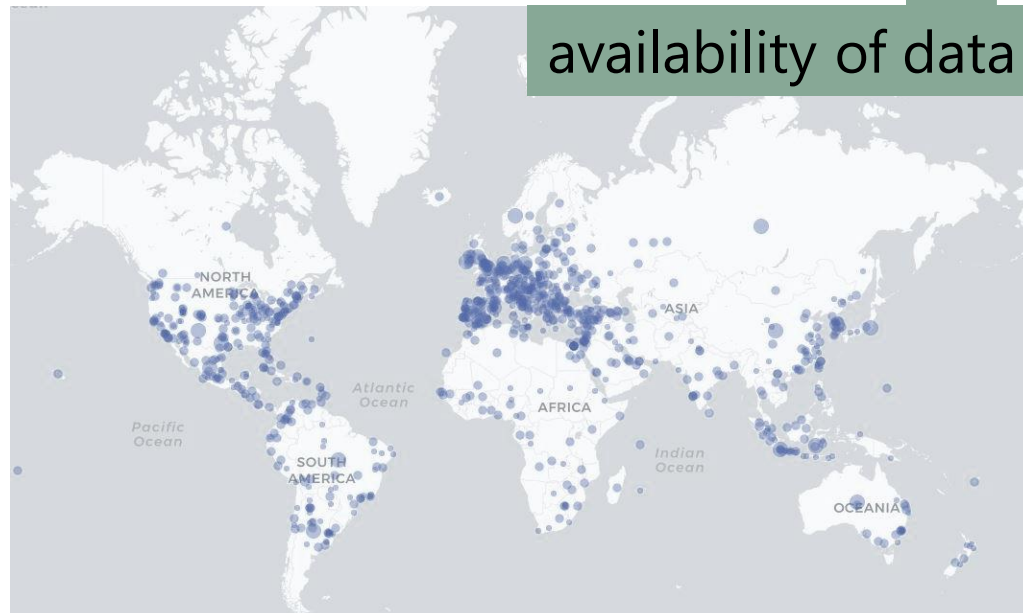 availability of data
NORTH
AMERICA
ASIA
Atlantic
Ocean
AFRICA
Pacific
Ocean
Indian
Ocean
SOUTH
AMERICA
OCEANIA